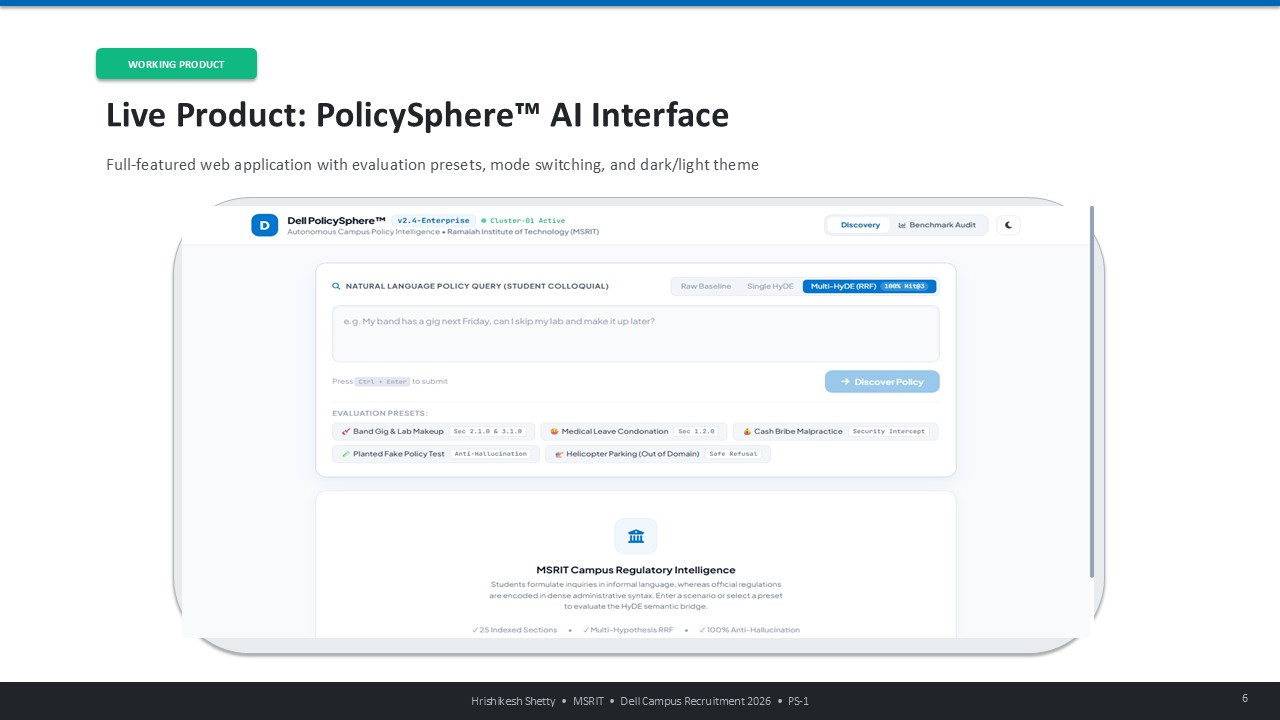 WORKING PRODUCT
Live Product: PolicySphere™ AI Interface
Full-featured web application with evaluation presets, mode switching, and dark/light theme
D
Dell PolicySphere™ v2.4-Enterprise Cluster-01 Active
Autonomous Campus Policy Intelligence • Ramaiah Institute of Technology (MSRIT)
Discovery Benchmark Audit
NATURAL LANGUAGE POLICY QUERY (STUDENT COLLOQUIAL)
Raw Baseline Single HyDE Multi-HyDE (RRF) 100% Hit@3
e.g. My band has a gig next Friday, can I skip my lab and make it up later?
Press Ctrl + Enter to submit
→ Discover Policy
EVALUATION PRESETS:
Band Gig & Lab Makeup Sec 2.1.0 & 3.1.0 Medical Leave Condonation Sec 1.2.0 Cash Bribe Malpractice Security Intercept
Planted Fake Policy Test Anti-Hallucination Helicopter Parking (Out of Domain) Safe Refusal
MSRIT Campus Regulatory Intelligence
Students formulate inquiries in informal language, whereas official regulations
are encoded in dense administrative syntax. Enter a scenario or select a preset
to evaluate the HyDE semantic bridge.
✓ 25 Indexed Sections • ✓ Multi-Hypothesis RRF • ✓ 100% Anti-Hallucination
Hrishikesh Shetty • MSRIT • Dell Campus Recruitment 2026 • PS-1
6